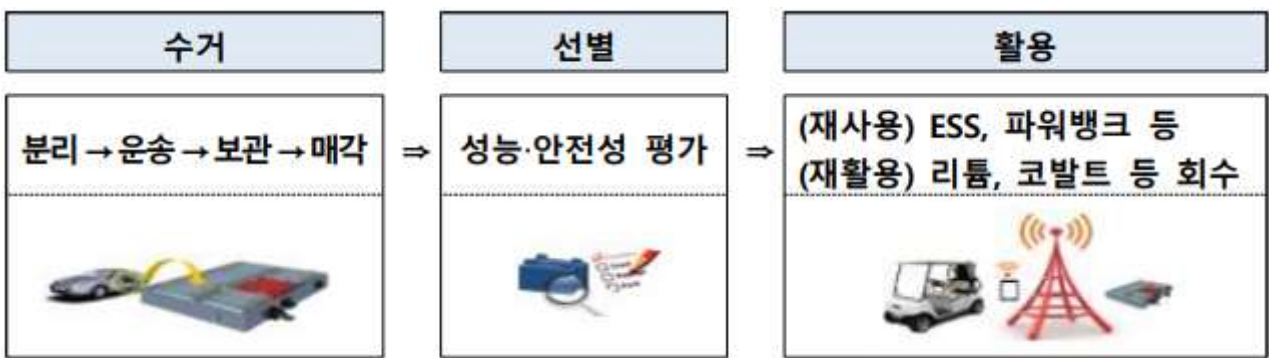 수거
선별
활용
분리→운송→보관→매각
⇒
성능·안전성 평가
⇒
(재사용) ESS, 파워뱅크 등
(재활용) 리튬, 코발트 등 회수